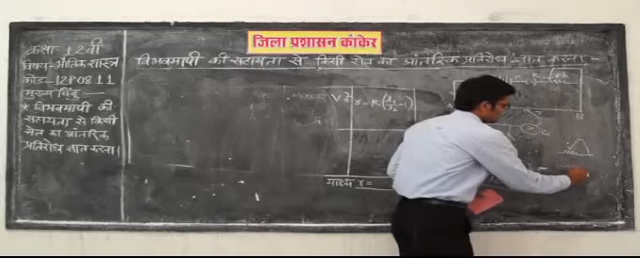 जिला प्रशासन कांकेर
कक्षा- 12वीं
विषय-भौतिक शास्त्र
कोड-12P0811
मुख्य बिंदु —
* विभवमापी की
सहायता से किसी
सेल का आंतरिक
प्रतिरोध ज्ञात करना।
विभवमापी की सहायता से किसी सेल का आंतरिक प्रतिरोध ज्ञात करना -
माध्य r =